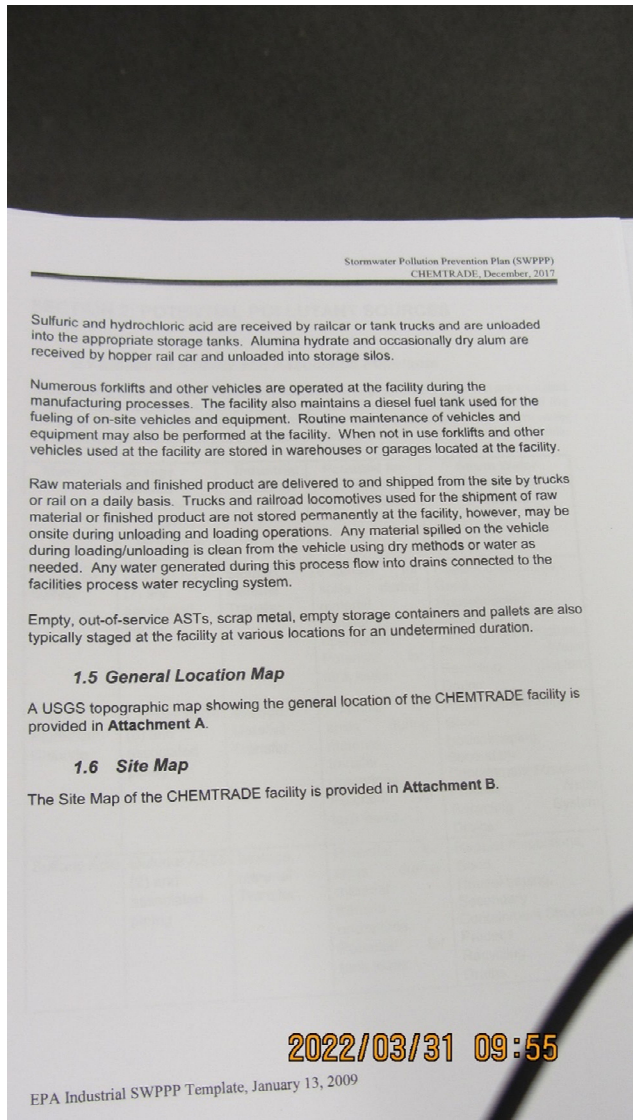 Stormwater Pollution Prevention Plan (SWPPP)
CHEMTRADE, December, 2017
Sulfuric and hydrochloric acid are received by railcar or tank trucks and are unloaded
into the appropriate storage tanks. Alumina hydrate and occasionally dry alum are
received by hopper rail car and unloaded into storage silos.
Numerous forklifts and other vehicles are operated at the facility during the
manufacturing processes. The facility also maintains a diesel fuel tank used for the
fueling of on-site vehicles and equipment. Routine maintenance of vehicles and
equipment may also be performed at the facility. When not in use forklifts and other
vehicles used at the facility are stored in warehouses or garages located at the facility.
Raw materials and finished product are delivered to and shipped from the site by trucks
or rail on a daily basis. Trucks and railroad locomotives used for the shipment of raw
material or finished product are not stored permanently at the facility, however, may be
onsite during unloading and loading operations. Any material spilled on the vehicle
during loading/unloading is clean from the vehicle using dry methods or water as
needed. Any water generated during this process flow into drains connected to the
facilities process water recycling system.
Empty, out-of-service ASTs, scrap metal, empty storage containers and pallets are also
typically staged at the facility at various locations for an undetermined duration.
1.5 General Location Map
A USGS topographic map showing the general location of the CHEMTRADE facility is
provided in Attachment A.
1.6 Site Map
The Site Map of the CHEMTRADE facility is provided in Attachment B.
2022/03/31 09:55
EPA Industrial SWPPP Template, January 13, 2009